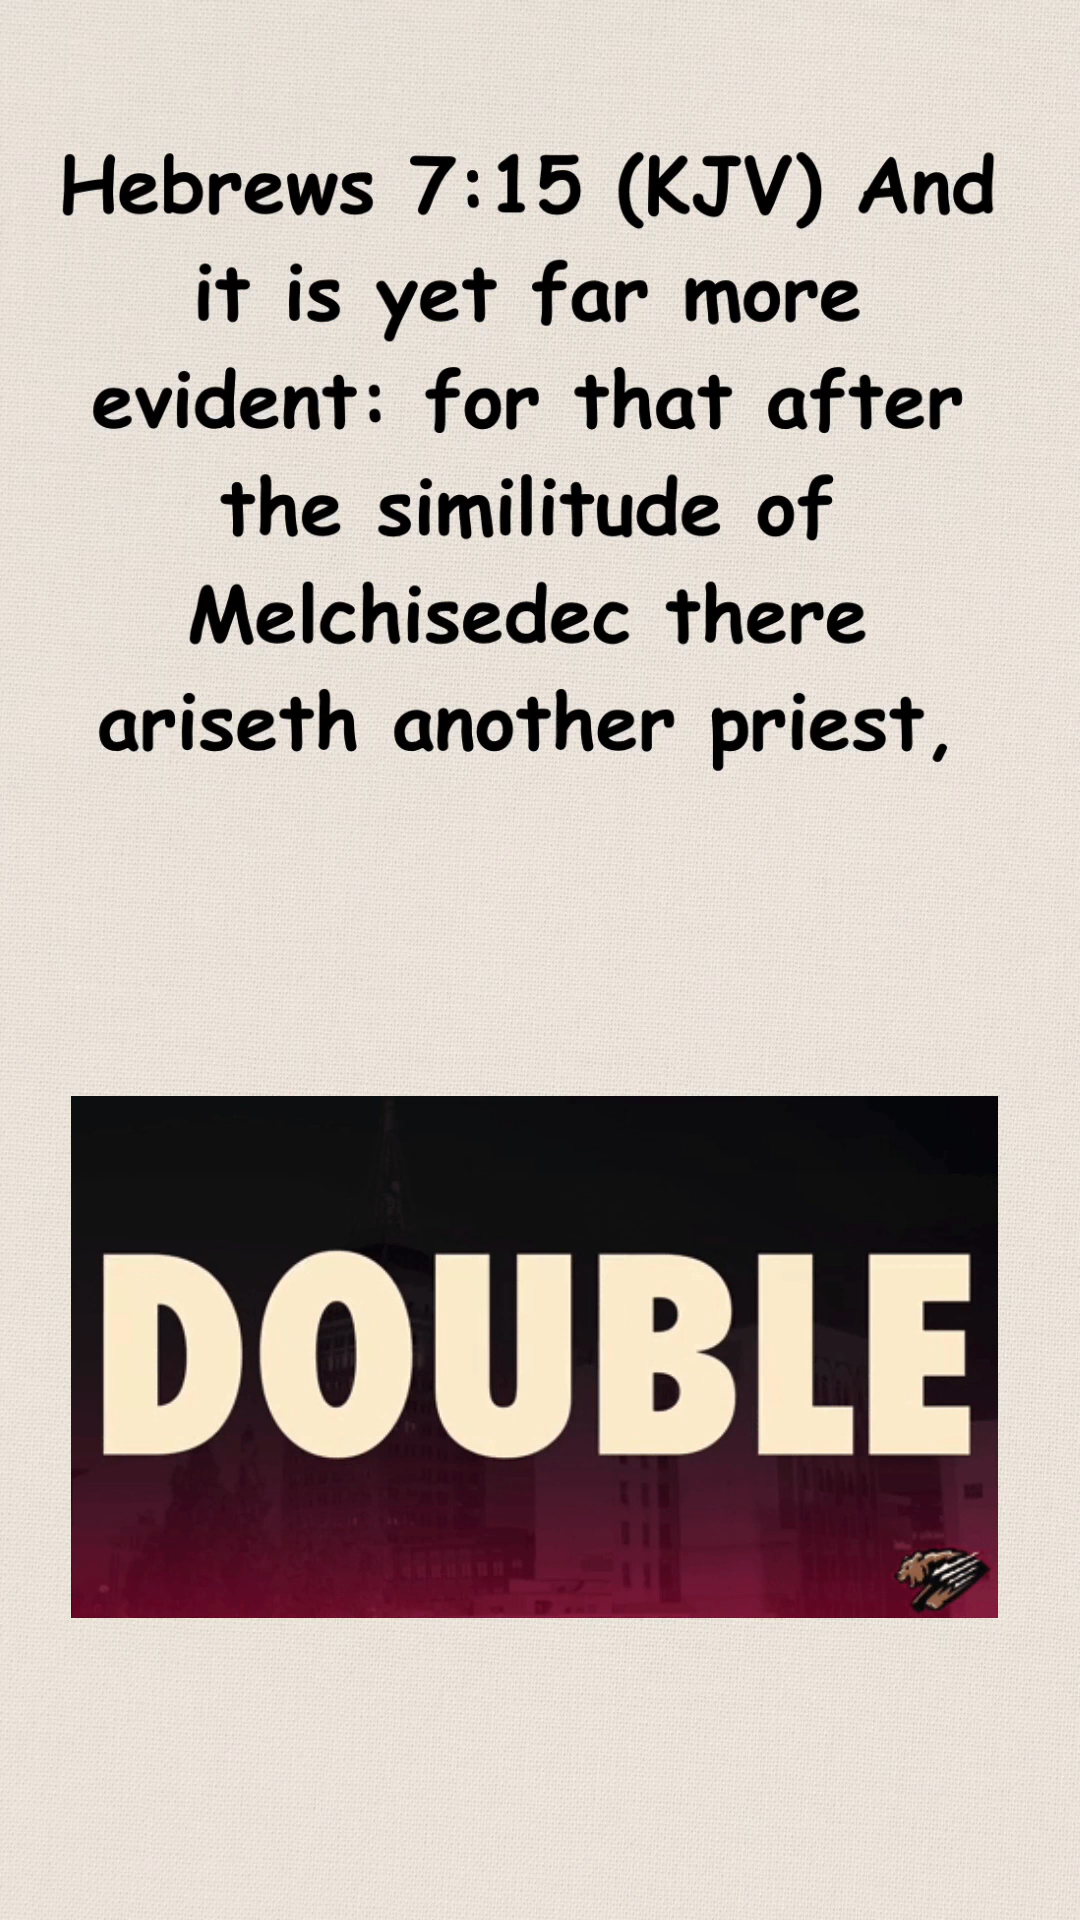 Hebrews 7:15 (KJV) And
it is yet far more
evident: for that after
the similitude of
Melchisedec there
ariseth another priest,
DOUBLE